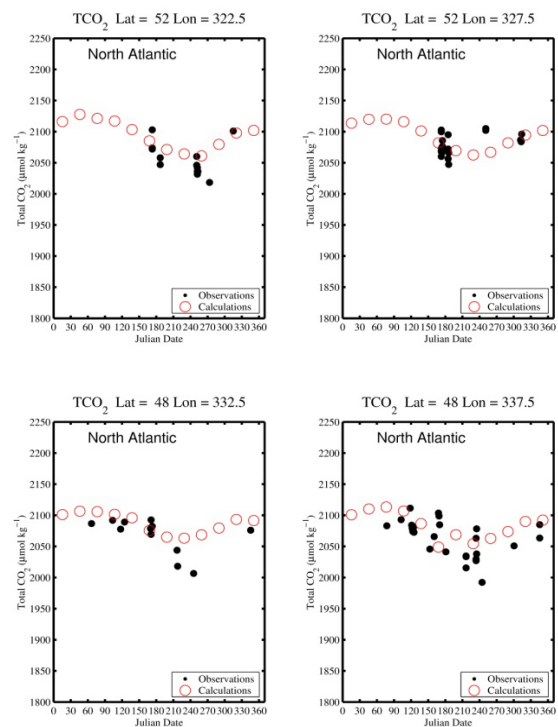 TCO2 Lat = 52 Lon = 322.5
North Atlantic
2250
2200
2150
2100
2050
2000
1950
1900
1850
1800
Total CO2 (μmol kg−1)
0 30 60 90 120 150 180 210 240 270 300 330 360
Julian Date
Observations
Calculations
TCO2 Lat = 52 Lon = 327.5
North Atlantic
2250
2200
2150
2100
2050
2000
1950
1900
1850
1800
Total CO2 (μmol kg−1)
0 30 60 90 120 150 180 210 240 270 300 330 360
Julian Date
Observations
Calculations
TCO2 Lat = 48 Lon = 332.5
North Atlantic
2250
2200
2150
2100
2050
2000
1950
1900
1850
1800
Total CO2 (μmol kg−1)
0 30 60 90 120 150 180 210 240 270 300 330 360
Julian Date
Observations
Calculations
TCO2 Lat = 48 Lon = 337.5
North Atlantic
2250
2200
2150
2100
2050
2000
1950
1900
1850
1800
Total CO2 (μmol kg−1)
0 30 60 90 120 150 180 210 240 270 300 330 360
Julian Date
Observations
Calculations